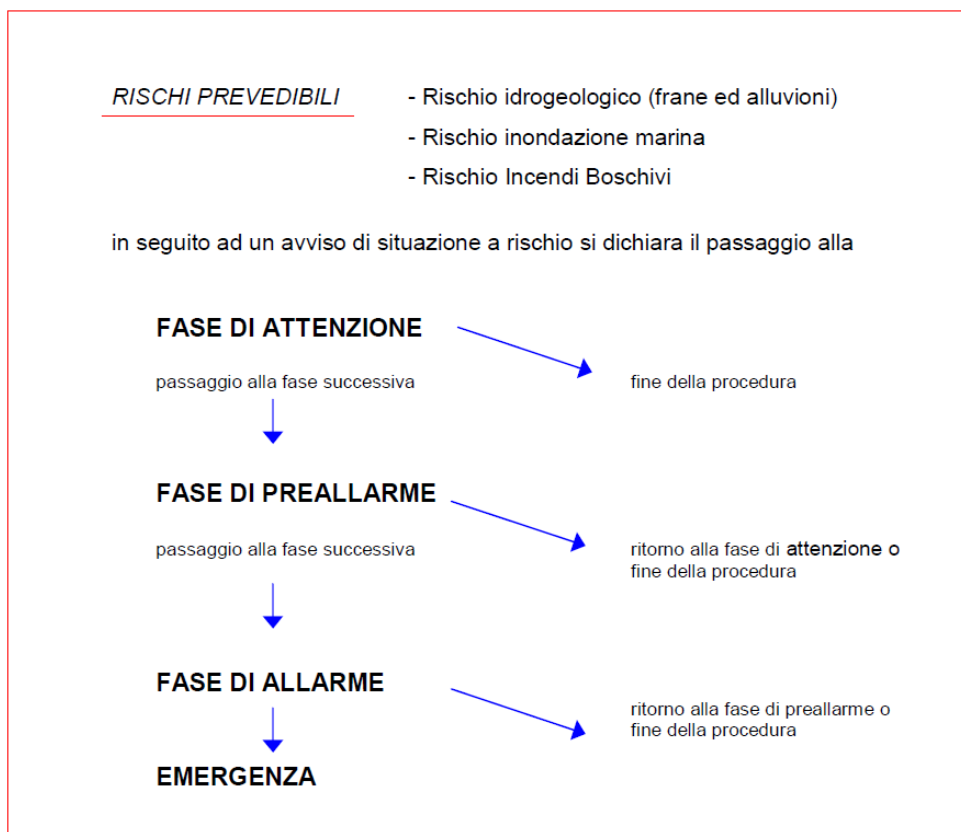 RISCHI PREVEDIBILI - Rischio idrogeologico (frane ed alluvioni)
- Rischio inondazione marina
- Rischio Incendi Boschivi
in seguito ad un avviso di situazione a rischio si dichiara il passaggio alla
FASE DI ATTENZIONE
passaggio alla fase successiva fine della procedura
FASE DI PREALLARME
passaggio alla fase successiva ritorno alla fase di attenzione o
fine della procedura
FASE DI ALLARME
ritorno alla fase di preallarme o
fine della procedura
EMERGENZA